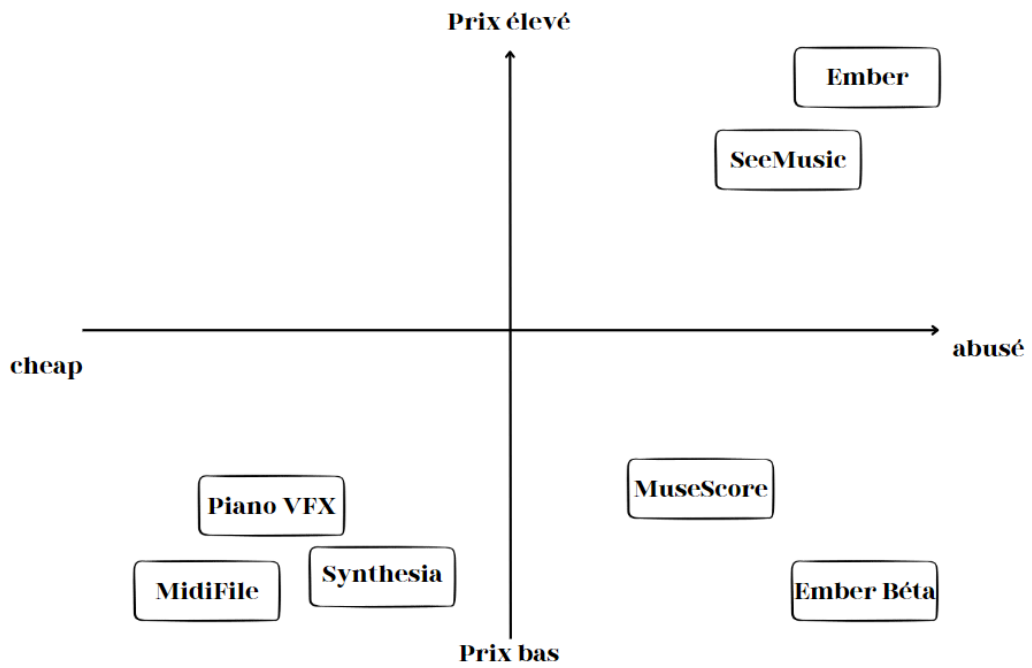 Prix élevé
Ember
SeeMusic
cheap
abusé
MuseScore
Piano VFX
Synthesia
MidiFile
Ember Béta
Prix bas